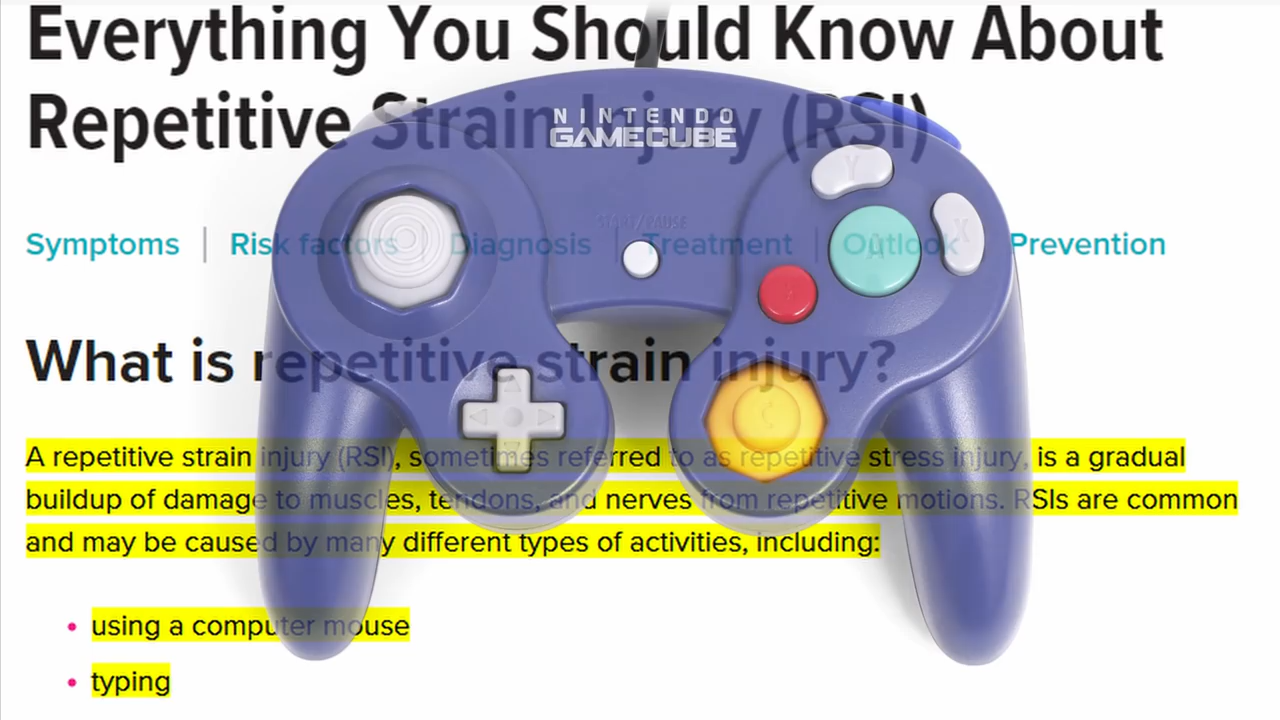 Everything You Should Know About
Repetitive Strain Injury (RSI)
NINTENDO
GAMECUBE
START/PAUSE
Y
X
A
Symptoms | Risk factors | Diagnosis | Treatment | Outlook | Prevention
What is repetitive strain injury?
C
A repetitive strain injury (RSI), sometimes referred to as repetitive stress injury, is a gradual
buildup of damage to muscles, tendons, and nerves from repetitive motions. RSIs are common
and may be caused by many different types of activities, including:
• using a computer mouse
• typing